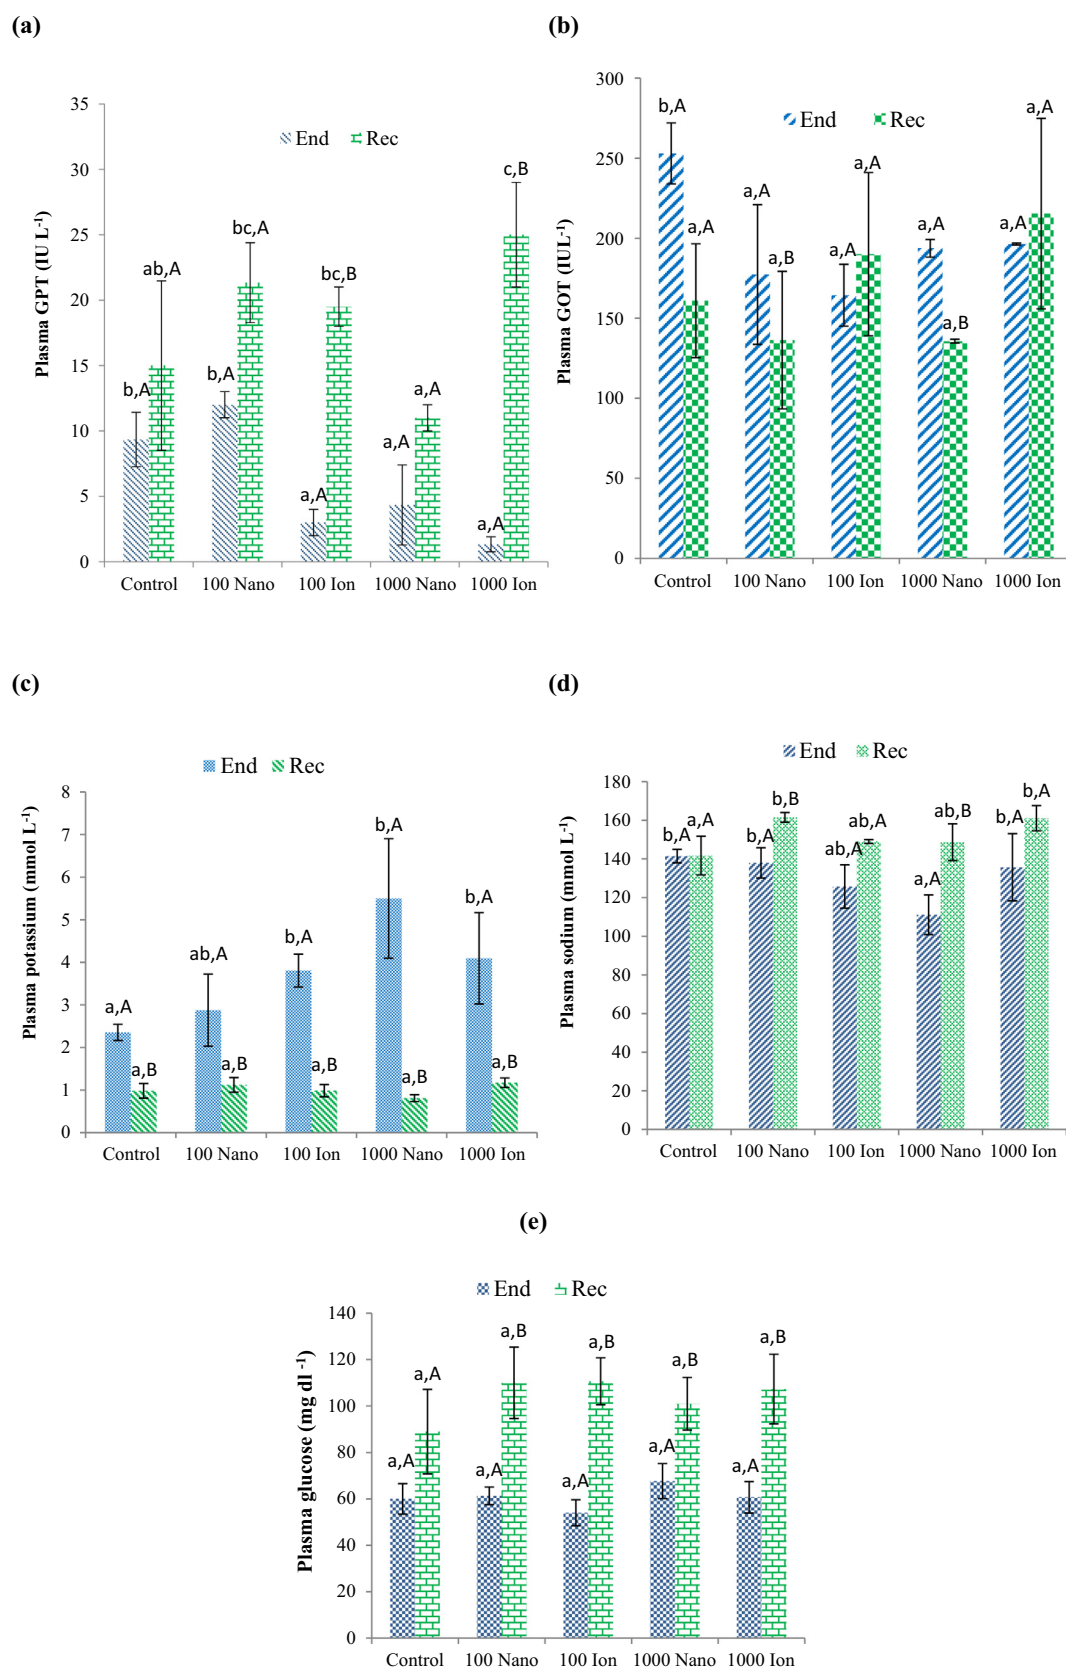 (a)
Plasma GPT (IU L-1)
35
30
25
20
15
10
5
0
End Rec
b,A ab,A b,A bc,A a,A bc,B a,A a,A a,A c,B
Control 100 Nano 100 Ion 1000 Nano 1000 Ion
(b)
Plasma GOT (IUL-1)
300
250
200
150
100
50
0
End Rec
b,A a,A a,A a,B a,A a,A a,A a,B a,A a,A
Control 100 Nano 100 Ion 1000 Nano 1000 Ion
(c)
Plasma potassium (mmol L-1)
End Rec
8
7
6
5
4
3
2
1
0
a,A a,B ab,A a,B b,A a,B b,A a,B b,A a,B
Control 100 Nano 100 Ion 1000 Nano 1000 Ion
(d)
Plasma sodium (mmol L-1)
End Rec
180
160
140
120
100
80
60
40
20
0
b,A a,A b,A b,B ab,A ab,A a,A ab,B b,A b,A
Control 100 Nano 100 Ion 1000 Nano 1000 Ion
(e)
Plasma glucose (mg dl -1)
End Rec
140
120
100
80
60
40
20
0
a,A a,A a,A a,B a,A a,B a,A a,B a,A a,B
Control 100 Nano 100 Ion 1000 Nano 1000 Ion